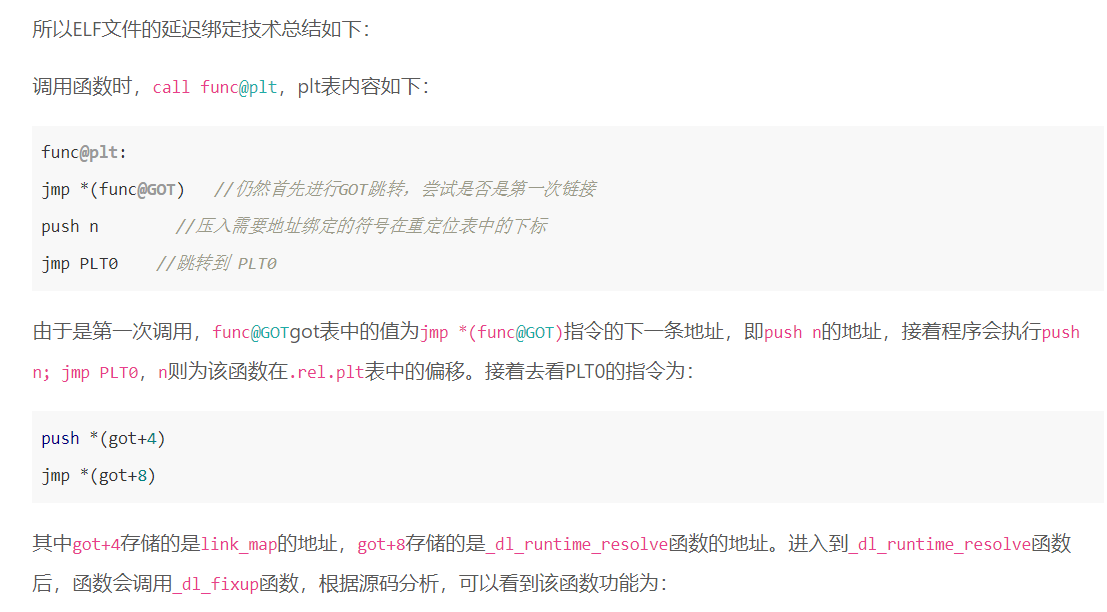 所以ELF文件的延迟绑定技术总结如下：
调用函数时，call func@plt，plt表内容如下：
func@plt:
jmp *(func@GOT)   //仍然首先进行GOT跳转，尝试是否是第一次链接
push n        //压入需要地址绑定的符号在重定位表中的下标
jmp PLT0    //跳转到 PLT0
由于是第一次调用，func@GOTgot表中的值为jmp *(func@GOT)指令的下一条地址，即push n的地址，接着程序会执行push
n; jmp PLT0，n则为该函数在.rel.plt表中的偏移。接着去看PLT0的指令为：
push *(got+4)
jmp *(got+8)
其中got+4存储的是link_map的地址，got+8存储的是_dl_runtime_resolve函数的地址。进入到_dl_runtime_resolve函数
后，函数会调用_dl_fixup函数，根据源码分析，可以看到该函数功能为：